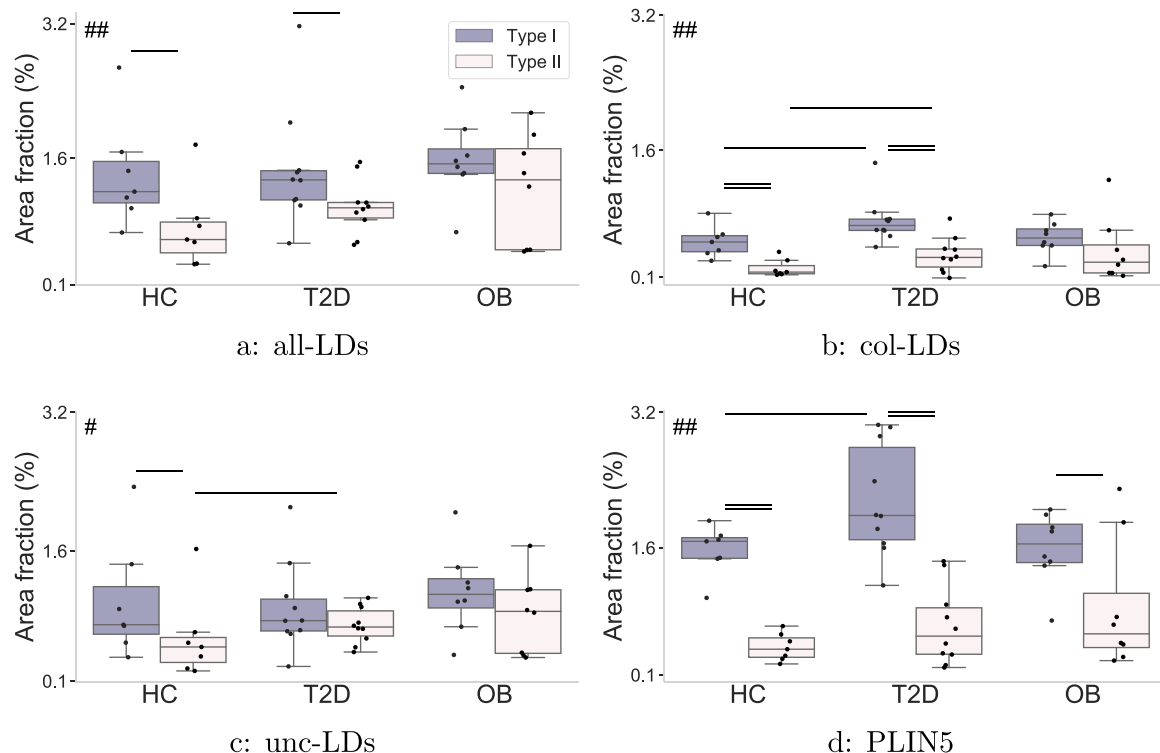 3.2
##
Type I
Type II
Area fraction (%)
1.6
0.1
HC
T2D
OB
a: all-LDs
3.2
##
Area fraction (%)
1.6
0.1
HC
T2D
OB
b: col-LDs
3.2
#
Area fraction (%)
1.6
0.1
HC
T2D
OB
c: unc-LDs
3.2
##
Area fraction (%)
1.6
0.1
HC
T2D
OB
d: PLIN5